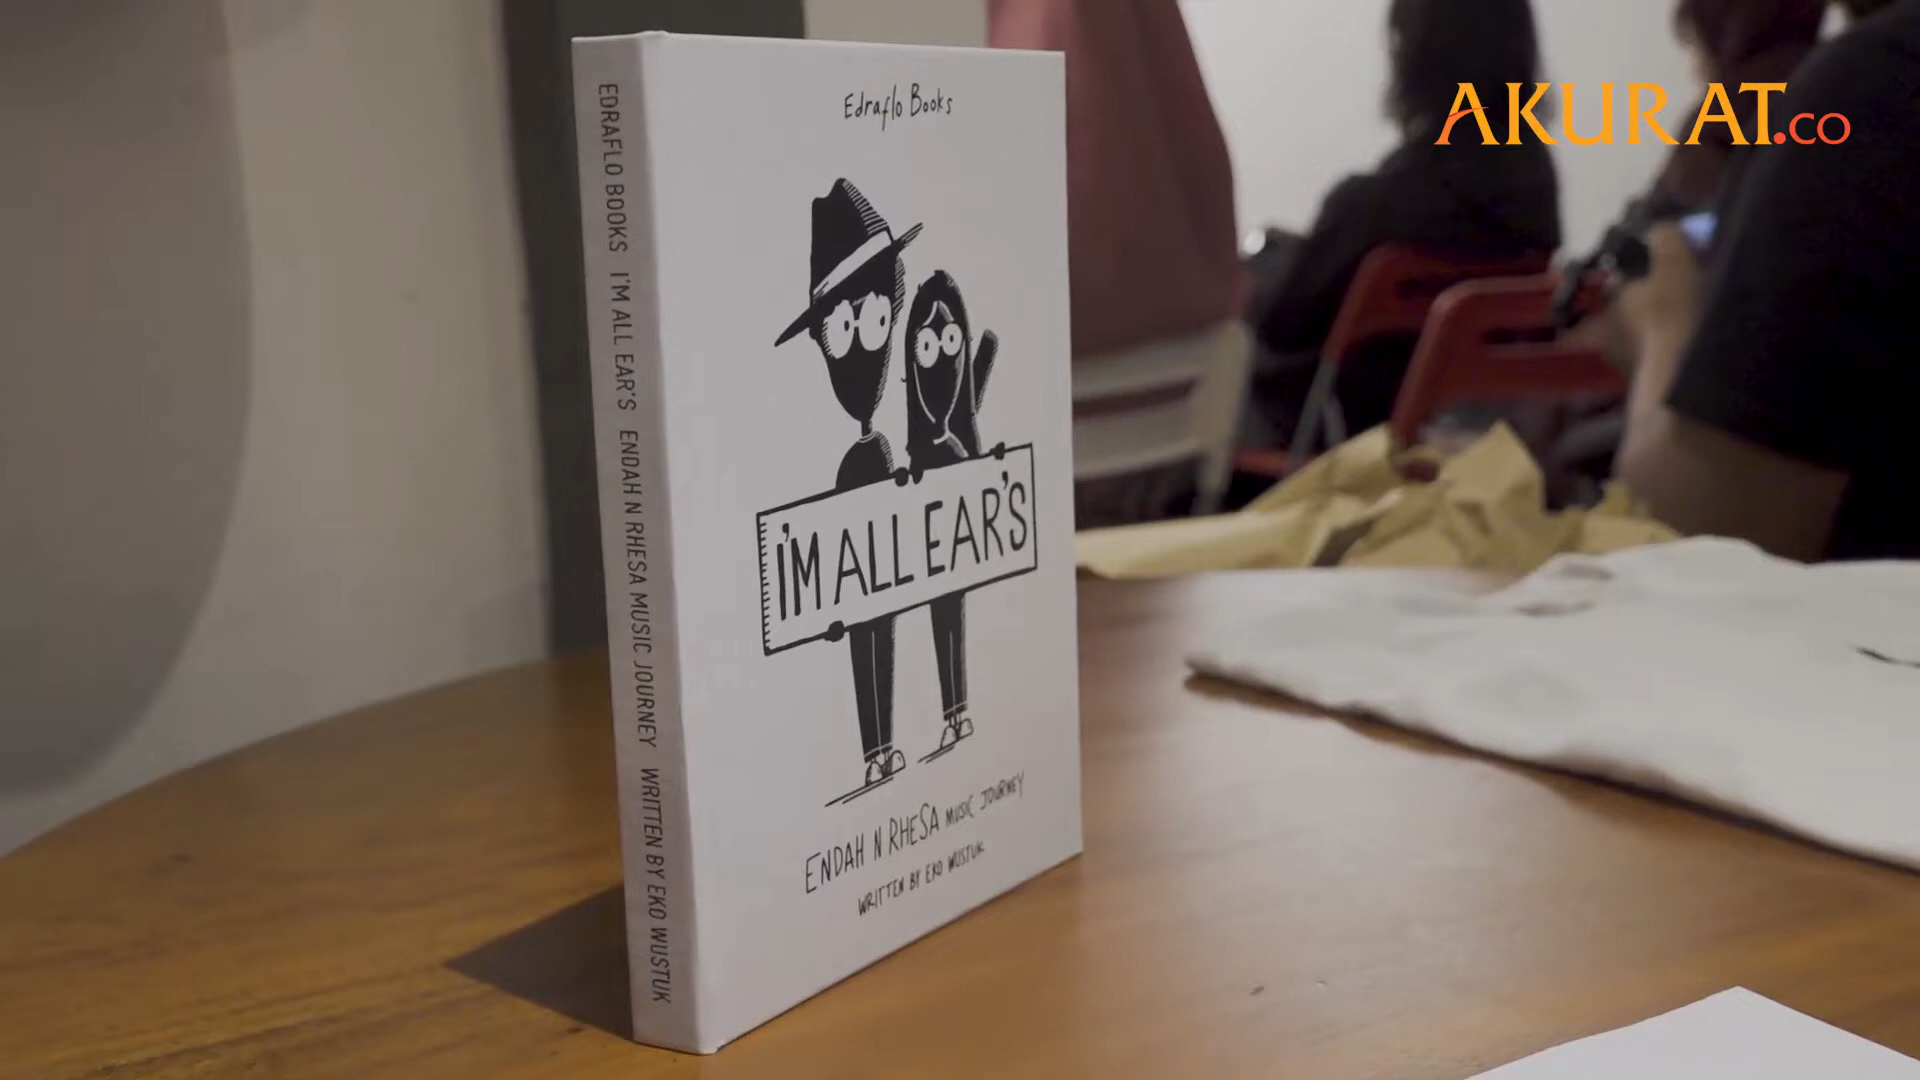 AKURAT.co
Edraflo Books
I'M ALL EAR'S
ENDAH N RHESA MUSIC JOURNEY
WRITTEN BY EKO WUSTUK
EDRAFLO BOOKS I'M ALL EAR'S ENDAH N RHESA MUSIC JOURNEY WRITTEN BY EKO WUSTUK